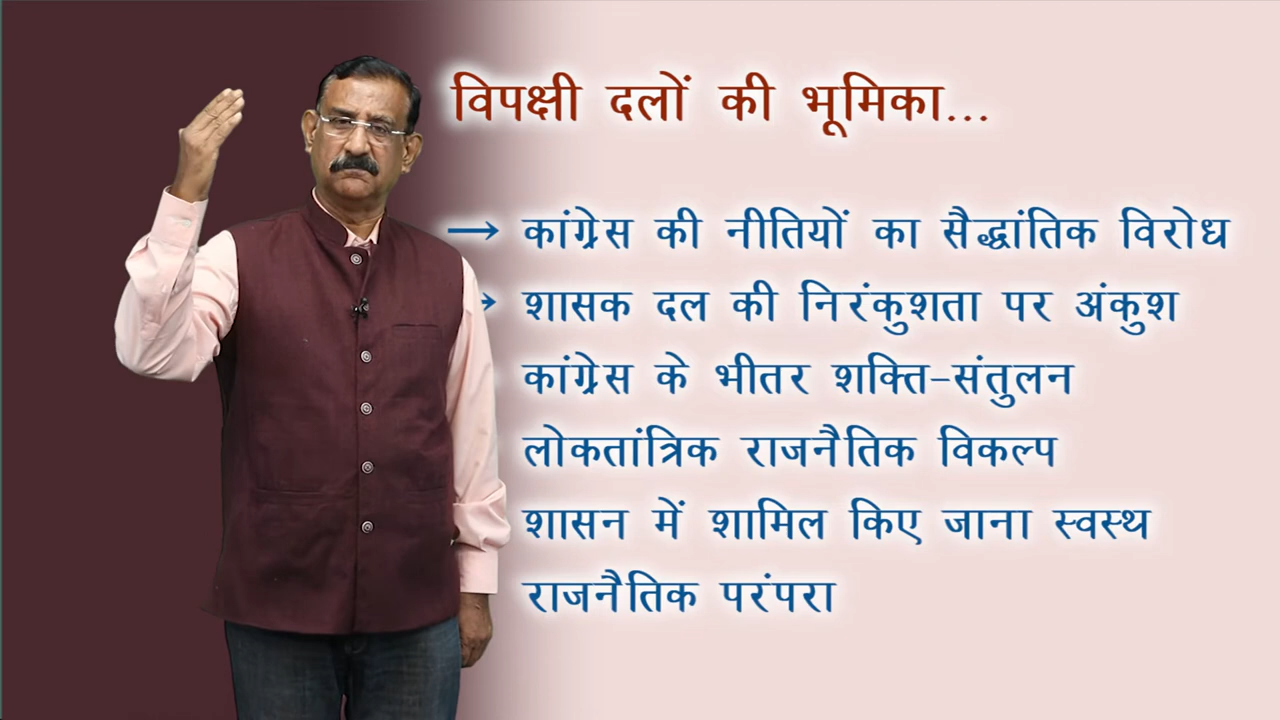 विपक्षी दलों की भूमिका...
→ कांग्रेस की नीतियों का सैद्धांतिक विरोध
→ शासक दल की निरंकुशता पर अंकुश
कांग्रेस के भीतर शक्ति-संतुलन
लोकतांत्रिक राजनैतिक विकल्प
शासन में शामिल किए जाना स्वस्थ
राजनैतिक परंपरा